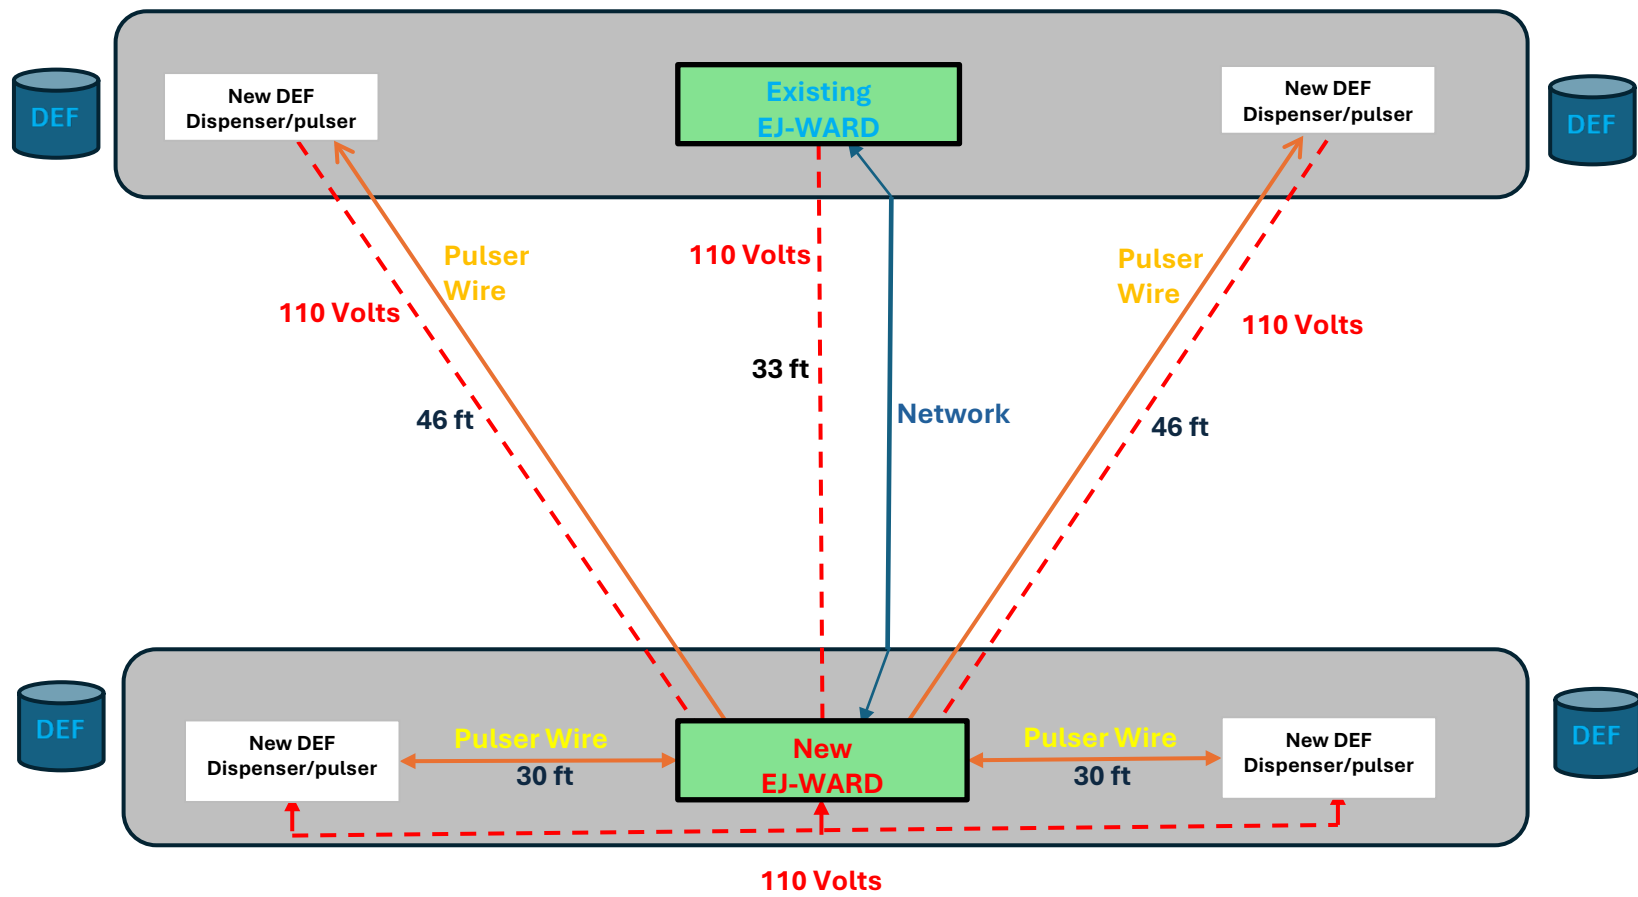 DEF
New DEF
Dispenser/pulser
Existing
EJ-WARD
New DEF
Dispenser/pulser
DEF
Pulser
Wire
110 Volts
110 Volts
Pulser
Wire
110 Volts
33 ft
46 ft
Network
46 ft
DEF
New DEF
Dispenser/pulser
Pulser Wire
30 ft
New
EJ-WARD
Pulser Wire
30 ft
New DEF
Dispenser/pulser
DEF
110 Volts